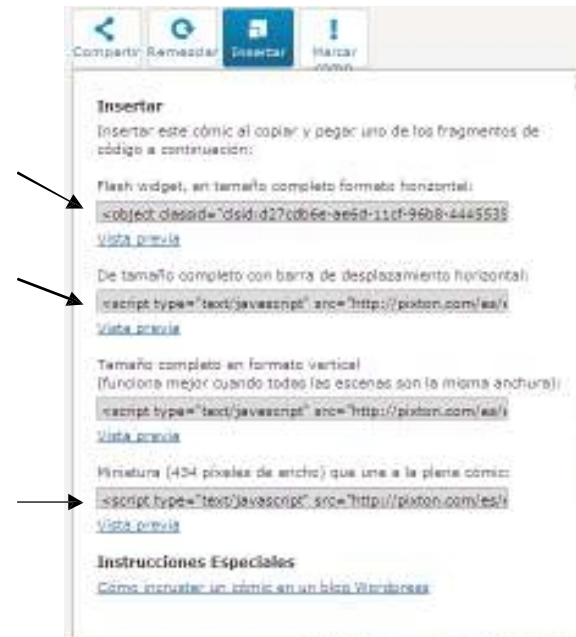 Compartir Remezclar Insertar Marcar
como
Insertar
Insertar este cómic al copiar y pegar uno de los fragmentos de
código a continuación:
Flash widget, en tamaño completo formato horizontal:
<object classid="clsid:d27cdb6e-ae6d-11cf-96b8-4445535
Vista previa
De tamaño completo con barra de desplazamiento horizontal:
<script type="text/javascript" src="http://pixton.com/es/
Vista previa
Tamaño completo en formato vertical
(funciona mejor cuando todas las escenas son la misma anchura):
<script type="text/javascript" src="http://pixton.com/es/
Vista previa
Miniatura (434 píxeles de ancho) que une a la plena cómic:
<script type="text/javascript" src="http://pixton.com/es/
Vista previa
Instrucciones Especiales
Cómo incrustar un cómic en un blog Wordpress